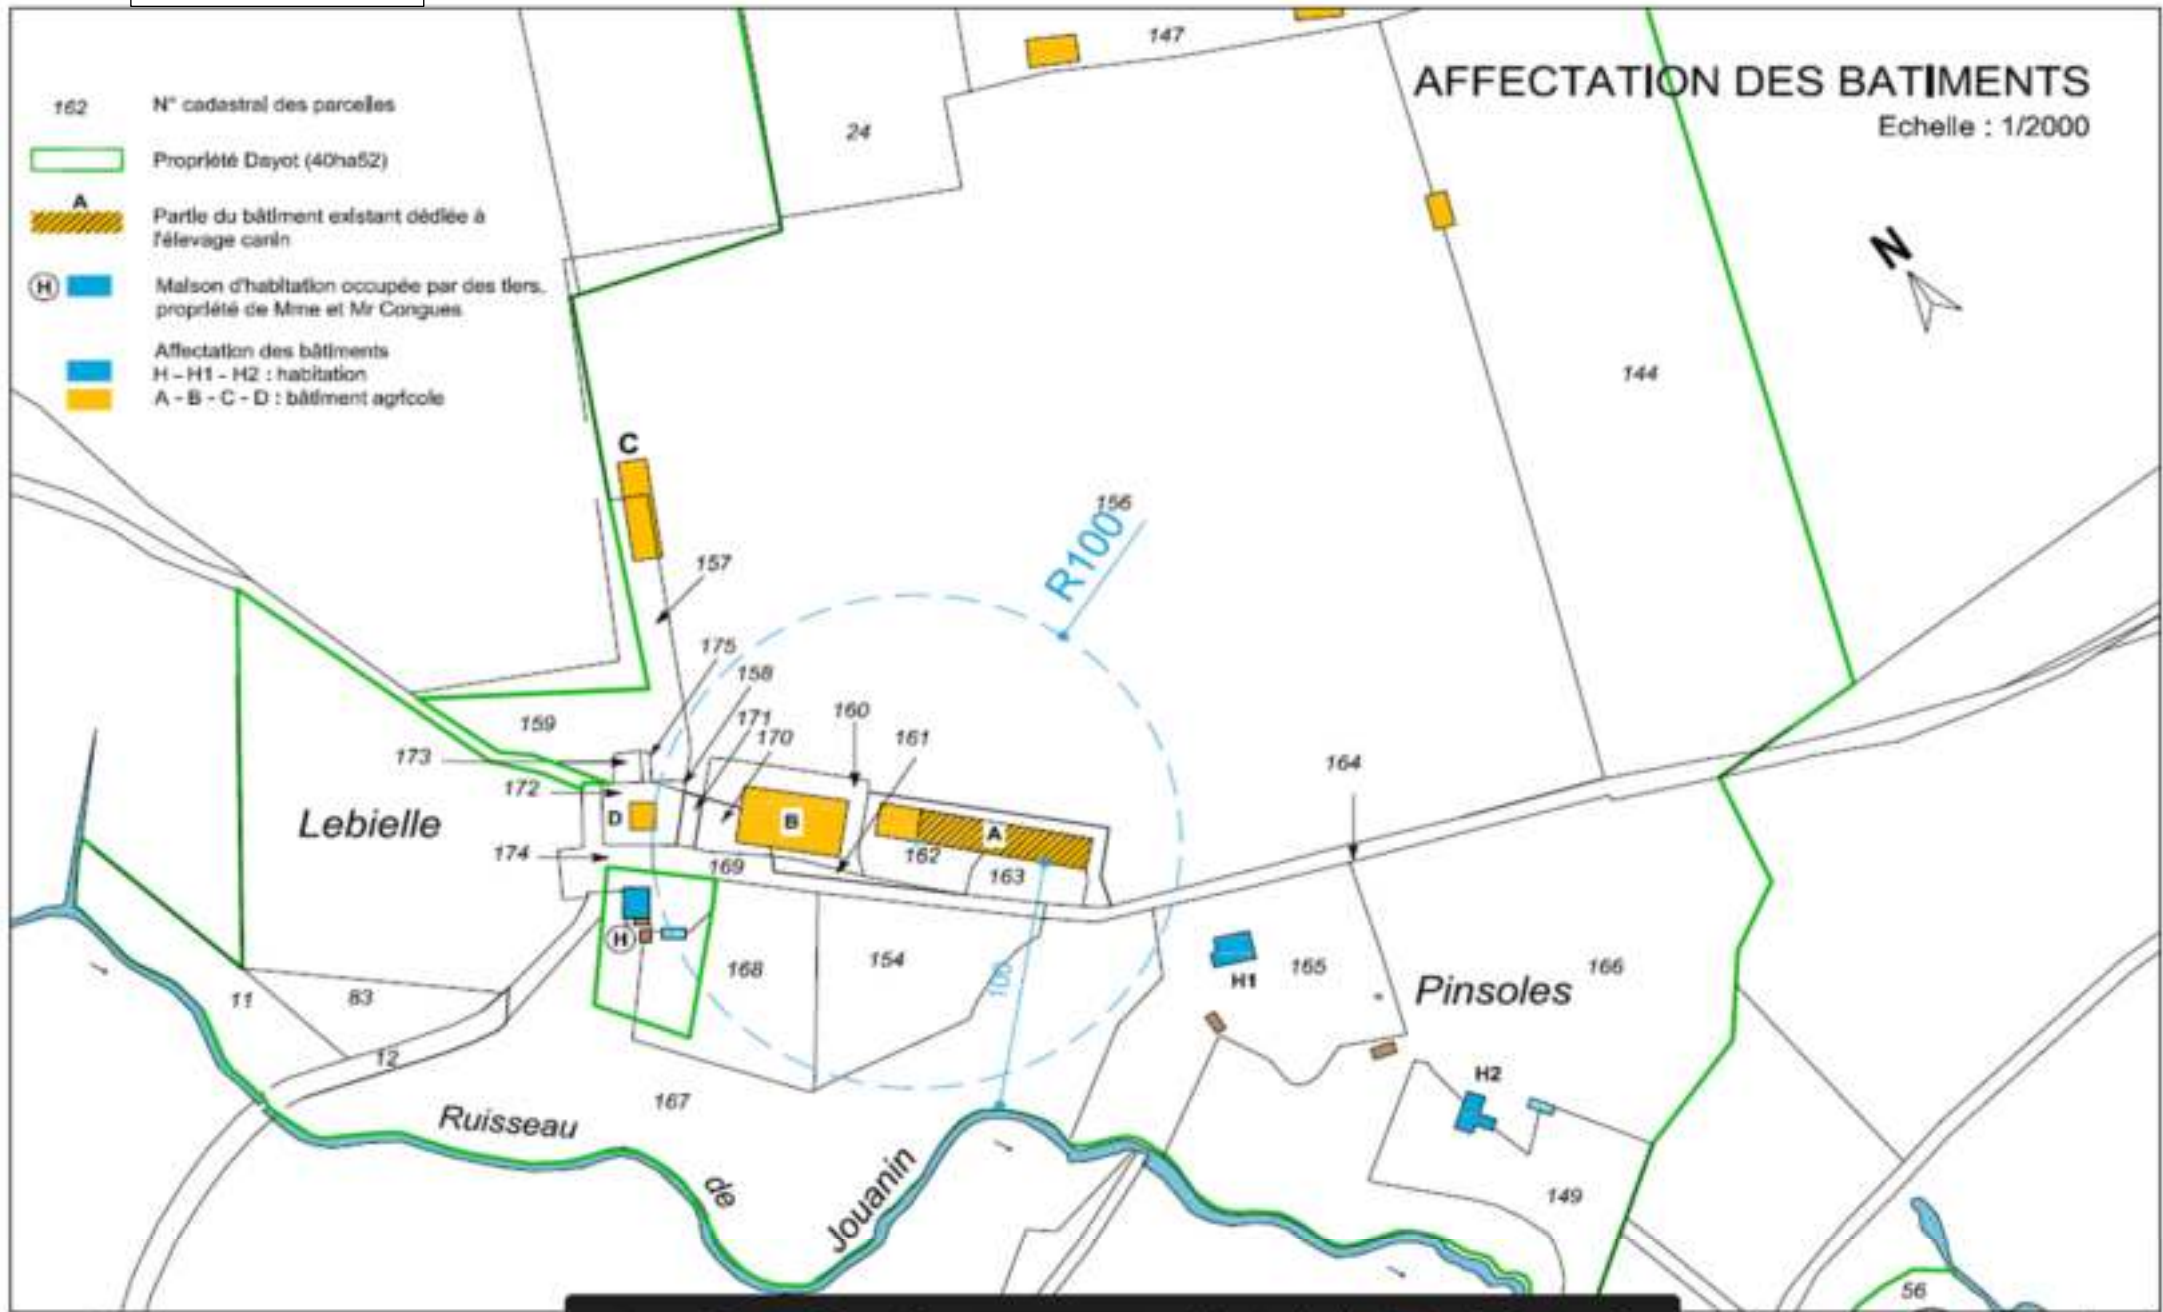 AFFECTATION DES BATIMENTS
Echelle : 1/2000
162
N° cadastral des parcelles
Propriété Dayot (40ha52)
A
Partie du bâtiment existant dédiée à
l'élevage canin
H
Maison d'habitation occupée par des tiers,
propriété de Mme et Mr Congues
Affectation des bâtiments
H - H1 - H2 : habitation
A - B - C - D : bâtiment agricole
147
24
N
144
C
156
R100
157
175
158
159
171
160
170
161
173
164
172
Lebielle
D
B
A
174
162
169
163
H
168
154
100
165
166
H1
Pinsoles
11
83
12
H2
167
Ruisseau
de
Jouanin
149
56